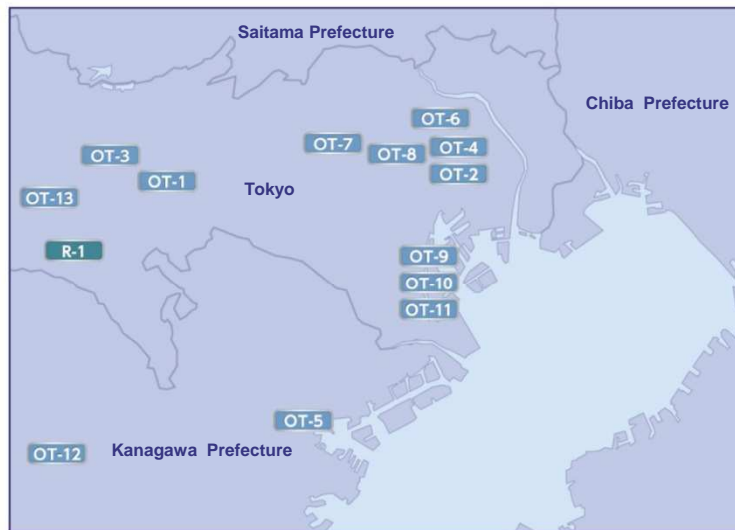 Saitama Prefecture
Chiba Prefecture
OT-6
OT-7
OT-4
OT-3
OT-8
OT-2
OT-1
Tokyo
OT-13
R-1
OT-9
OT-10
OT-11
OT-5
Kanagawa Prefecture
OT-12